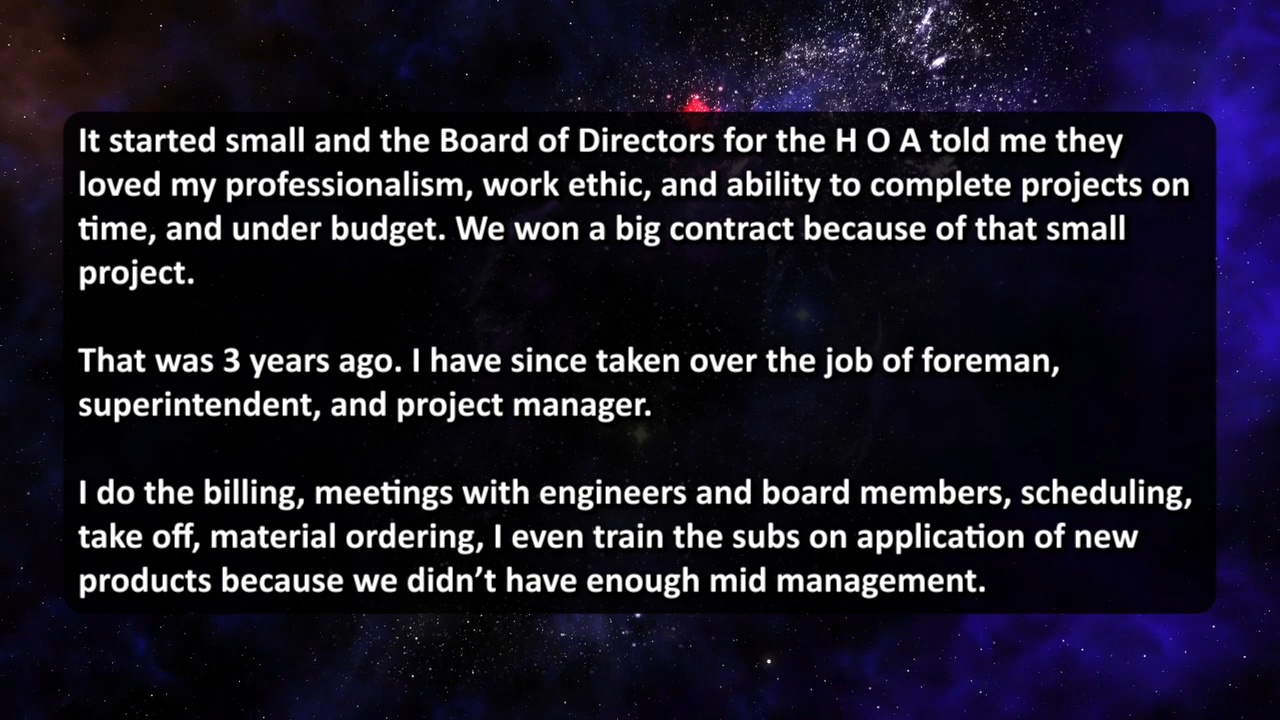 It started small and the Board of Directors for the H O A told me they
loved my professionalism, work ethic, and ability to complete projects on
time, and under budget. We won a big contract because of that small
project.
That was 3 years ago. I have since taken over the job of foreman,
superintendent, and project manager.
I do the billing, meetings with engineers and board members, scheduling,
take off, material ordering, I even train the subs on application of new
products because we didn’t have enough mid management.